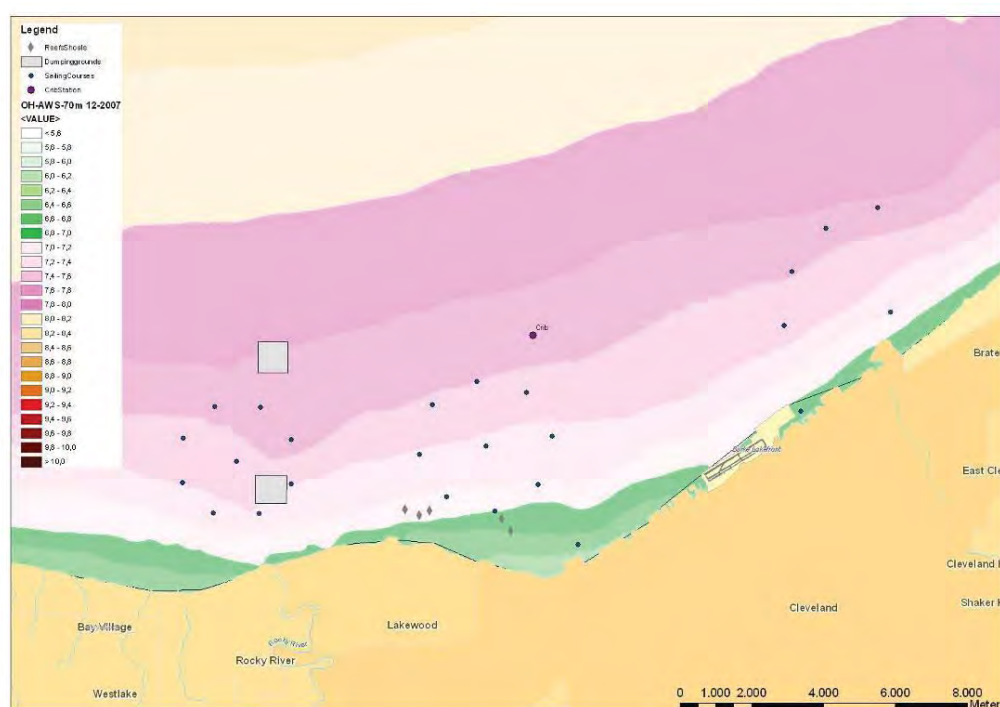 Legend
ReefsShoals
Dumpinggrounds
SailingCourses
CribStation
OH-AWS-70m 12-2007
<VALUE>
< 5,6
5,6 - 5,8
5,8 - 6,0
6,0 - 6,2
6,2 - 6,4
6,4 - 6,6
6,6 - 6,8
6,8 - 7,0
7,0 - 7,2
7,2 - 7,4
7,4 - 7,6
7,6 - 7,8
7,8 - 8,0
8,0 - 8,2
8,2 - 8,4
8,4 - 8,6
8,6 - 8,8
8,8 - 9,0
9,0 - 9,2
9,2 - 9,4
9,4 - 9,6
9,6 - 9,8
9,8 - 10,0
> 10,0
Crib
Brate
East Cle
Cleveland
Shaker
Cleveland
Lakewood
Bay Village
Rocky River
Rocky River
Westlake
0 1.000 2.000 4.000 6.000 8.000
Meter